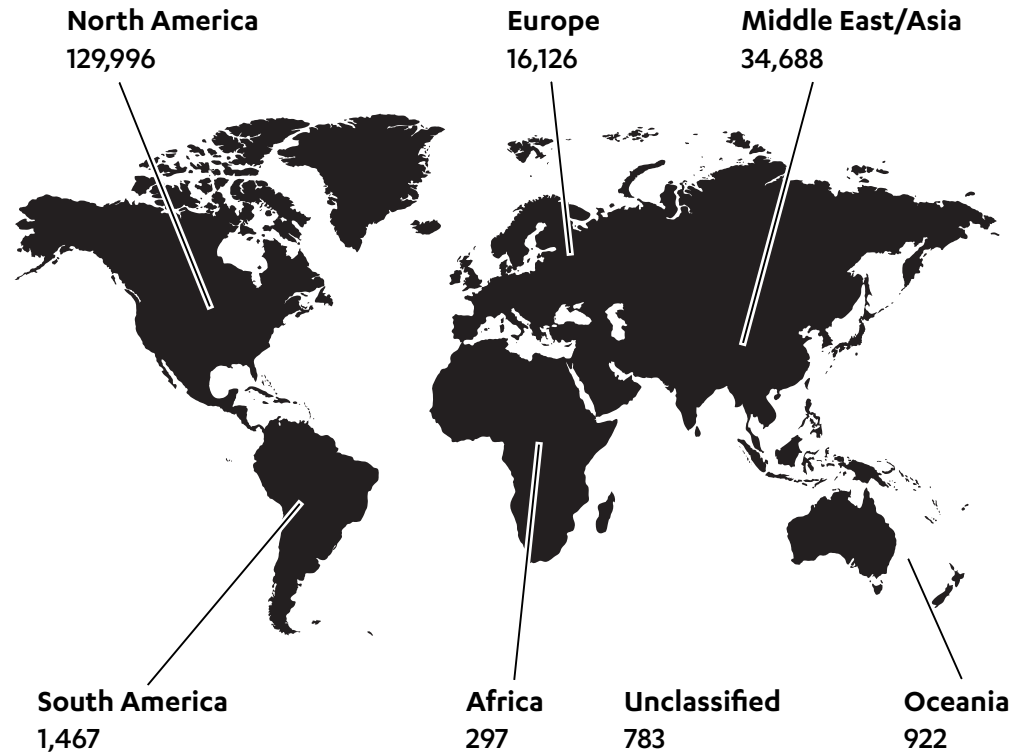 North America
129,996
Europe
16,126
Middle East/Asia
34,688
South America
1,467
Africa
297
Unclassified
783
Oceania
922